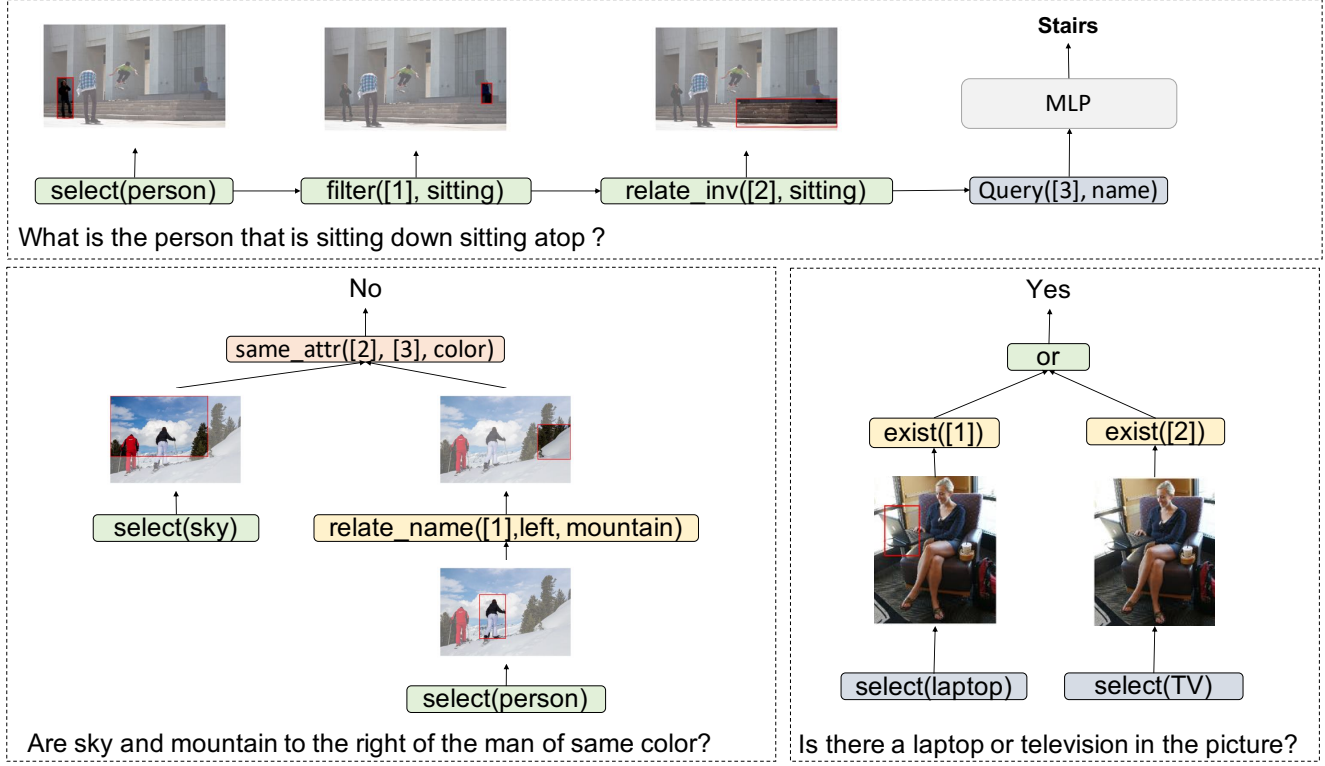 Stairs
MLP
select(person)
filter([1], sitting)
relate_inv([2], sitting)
Query([3], name)
What is the person that is sitting down sitting atop ?
No
same_attr([2], [3], color)
select(sky)
relate_name([1],left, mountain)
select(person)
Are sky and mountain to the right of the man of same color?
Yes
or
exist([1])
exist([2])
select(laptop)
select(TV)
Is there a laptop or television in the picture?